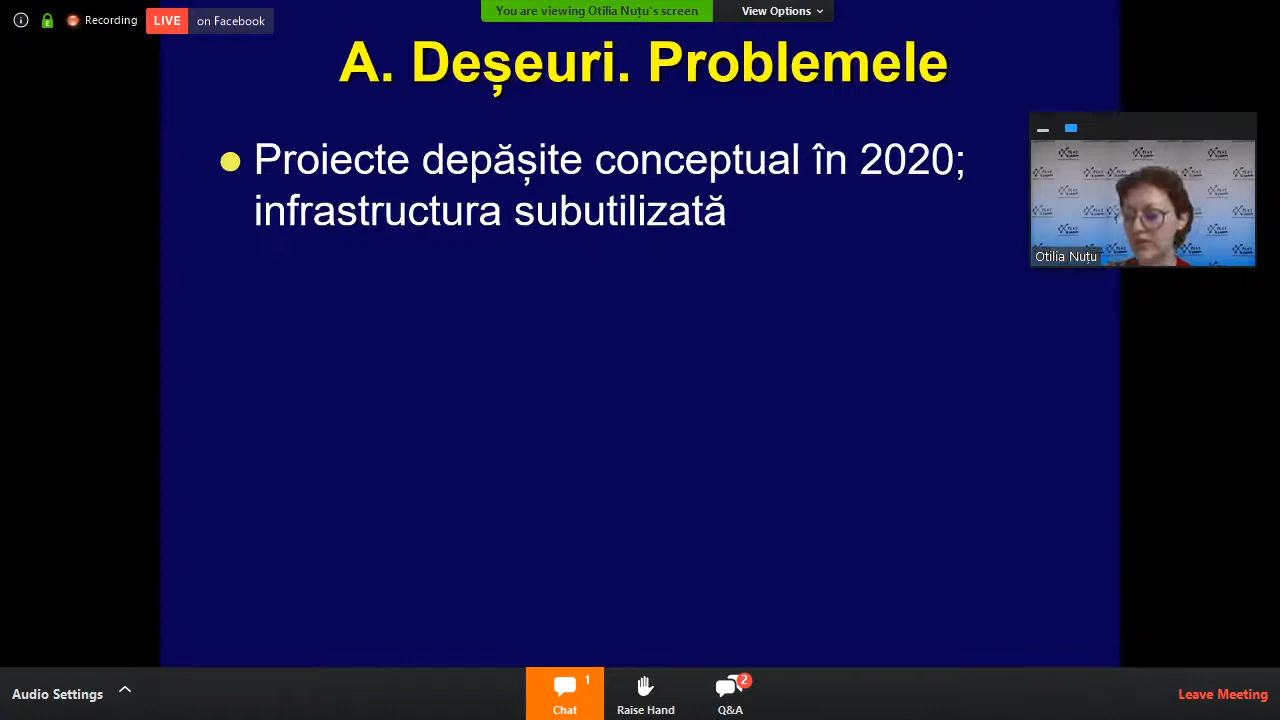 Recording
LIVE on Facebook
You are viewing Otilia Nuțu's screen
View Options
A. Deșeuri. Problemele
Proiecte depășite conceptual în 2020;
infrastructura subutilizată
Otilia Nuțu
Audio Settings
Chat 1
Raise Hand
Q&A 2
Leave Meeting